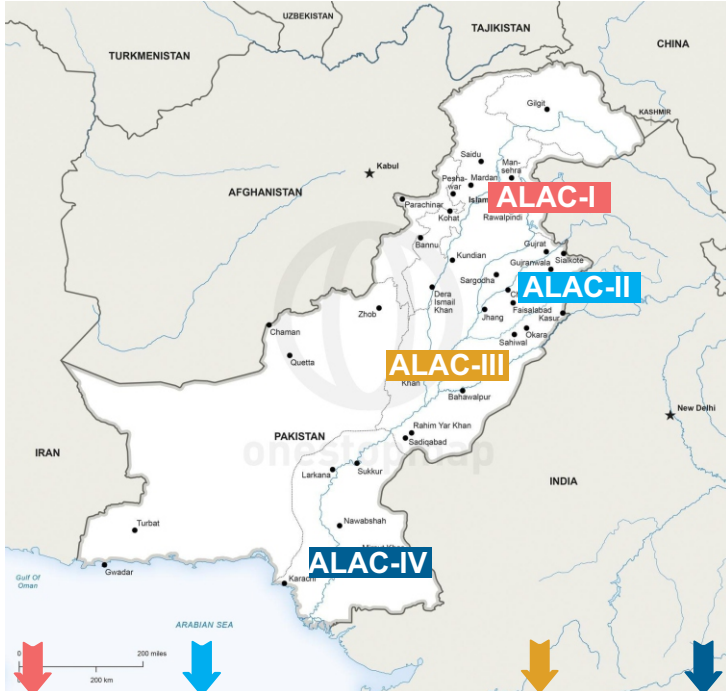 UZBEKISTAN
TAJIKISTAN
TURKMENISTAN
CHINA
Gilgit
KASHMIR
Kabul
Saidu
Man-
sehra
Mardan
Pesha-
war
AFGHANISTAN
Parachinar
Islam
ALAC-I
Kohat
Rawalpindi
Bannu
Gujrat
Kundian
Sialkote
Gujranwala
Sargodha
ALAC-II
Dera
Ismail
Khan
Zhob
Jhang
Faisalabad
Kasur
Chaman
Okara
Sahiwal
Quetta
ALAC-III
Khan
Bahawalpur
New Delhi
Rahim Yar Khan
PAKISTAN
Sadiqabad
IRAN
onestopmap
Sukkur
Larkana
INDIA
Turbat
Nawabshah
ALAC-IV
Gwadar
Gulf Of
Oman
Karachi
ARABIAN SEA
0
200 miles
0
200 km